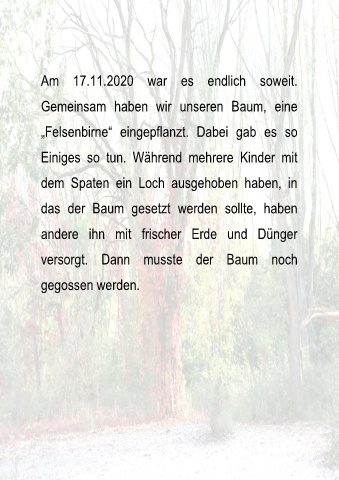 Am 17.11.2020 war es endlich soweit.
Gemeinsam haben wir unseren Baum, eine
„Felsenbirne“ eingepflanzt. Dabei gab es so
Einiges so tun. Während mehrere Kinder mit
dem Spaten ein Loch ausgehoben haben, in
das der Baum gesetzt werden sollte, haben
andere ihn mit frischer Erde und Dünger
versorgt. Dann musste der Baum noch
gegossen werden.